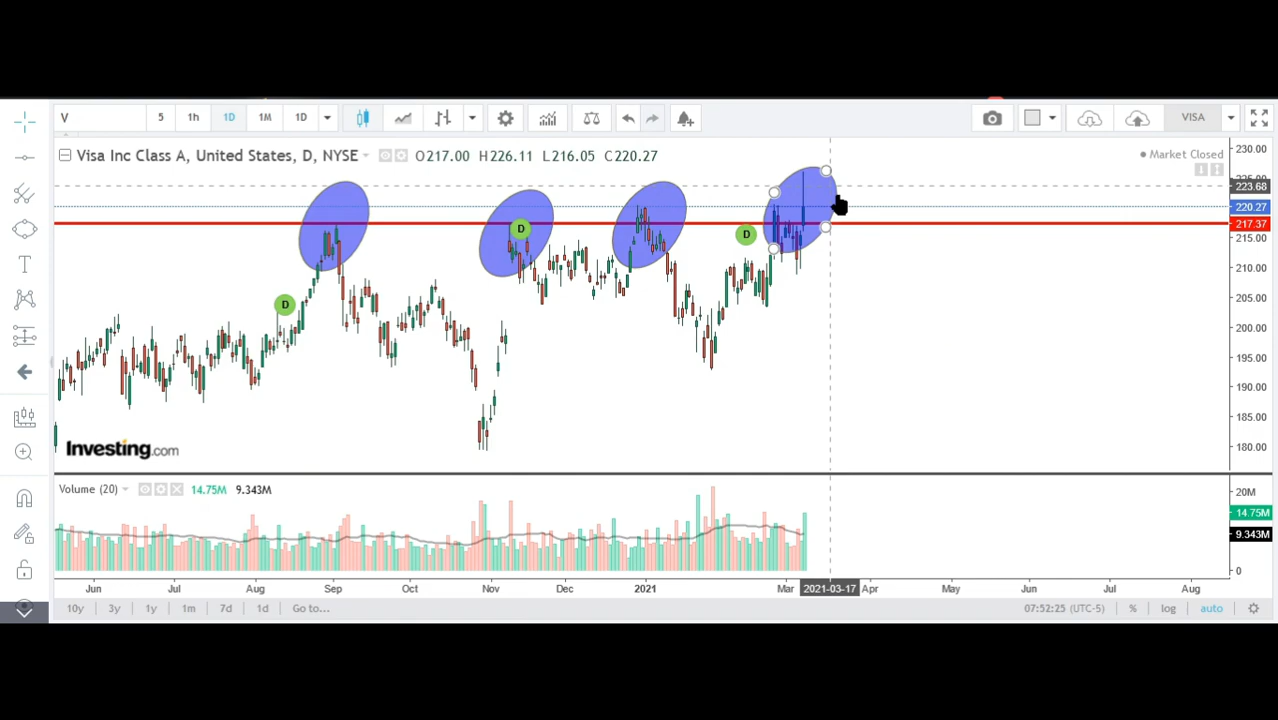 V 5 1h 1D 1M 1D VISA
Visa Inc Class A, United States, D, NYSE O217.00 H226.11 L216.05 C220.27
Market Closed
230.00
223.68
220.27
217.37
215.00
210.00
205.00
200.00
195.00
190.00
185.00
180.00
D
D
D
D
Investing.com
Volume (20) 14.75M 9.343M
20M
14.75M
9.343M
0
Jun Jul Aug Sep Oct Nov Dec 2021 Mar 2021-03-17 Apr May Jun Jul Aug
10y 3y 1y 1m 7d 1d Go to... 07:52:25 (UTC-5) % log auto